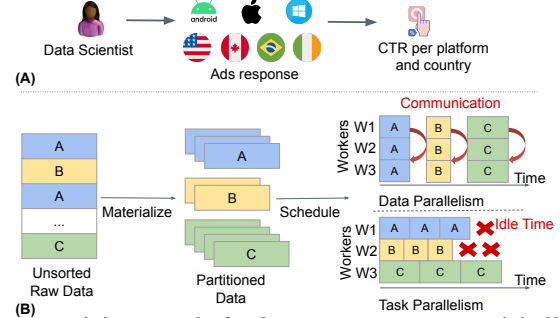 android
Data Scientist
Ads response
CTR per platform
and country
(A)
Communication
A
B
A
...
C
Unsorted
Raw Data
Materialize
A
B
C
Partitioned
Data
Schedule
Workers
W1
A
B
C
W2
A
B
C
W3
A
B
C
Time
Data Parallelism
Workers
W1
A
A
A
Idle Time
W2
B
B
B
W3
C
C
C
Time
Task Parallelism
(B)